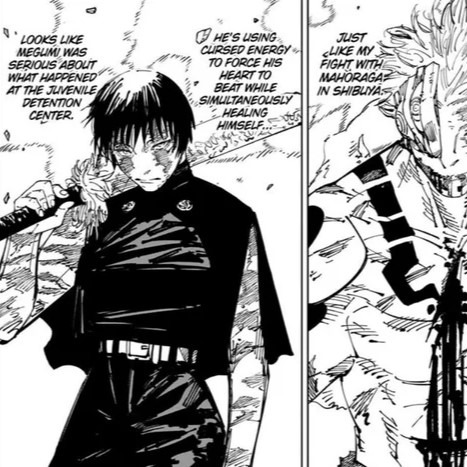 JUST
LIKE MY
FIGHT WITH
MAHORAGA
IN SHIBUYA.
HE'S USING
CURSED ENERGY
TO FORCE HIS
HEART TO
BEAT WHILE
SIMULTANEOUSLY
HEALING
HIMSELF...
LOOKS LIKE
MEGUMI WAS
SERIOUS ABOUT
WHAT HAPPENED
AT THE JUVENILE
DETENTION
CENTER.